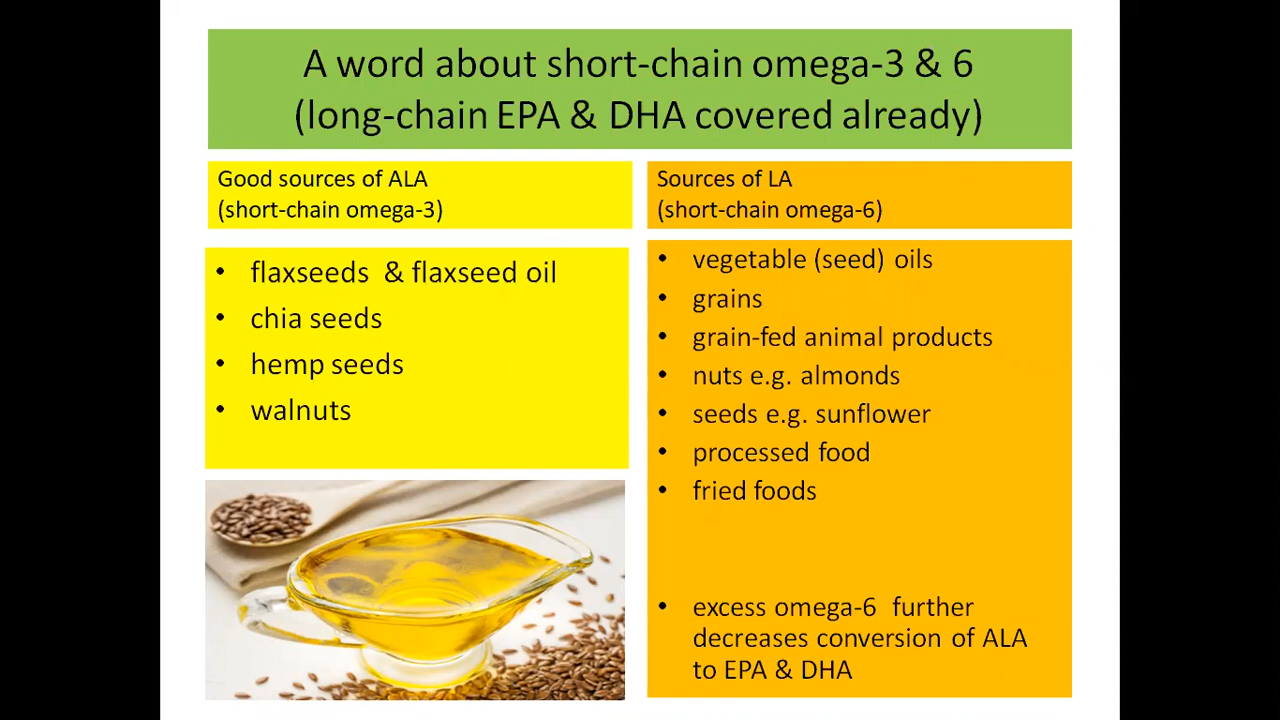 A word about short-chain omega-3 & 6
(long-chain EPA & DHA covered already)
Good sources of ALA
(short-chain omega-3)
• flaxseeds & flaxseed oil
• chia seeds
• hemp seeds
• walnuts
Sources of LA
(short-chain omega-6)
• vegetable (seed) oils
• grains
• grain-fed animal products
• nuts e.g. almonds
• seeds e.g. sunflower
• processed food
• fried foods
• excess omega-6 further
decreases conversion of ALA
to EPA & DHA